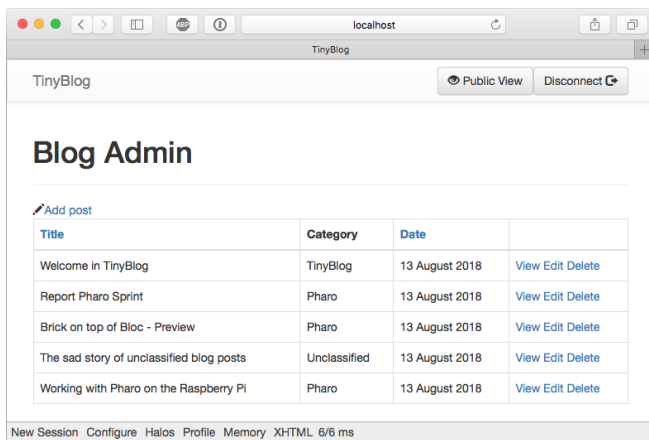 ABP localhost
TinyBlog
TinyBlog Public View Disconnect
Blog Admin
Add post
Title Category Date
Welcome in TinyBlog TinyBlog 13 August 2018 View Edit Delete
Report Pharo Sprint Pharo 13 August 2018 View Edit Delete
Brick on top of Bloc - Preview Pharo 13 August 2018 View Edit Delete
The sad story of unclassified blog posts Unclassified 13 August 2018 View Edit Delete
Working with Pharo on the Raspberry Pi Pharo 13 August 2018 View Edit Delete
New Session Configure Halos Profile Memory XHTML 6/6 ms